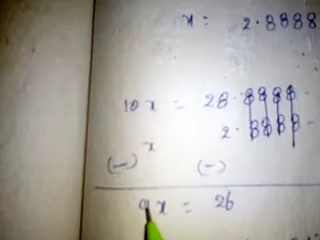 x = 2.8888
10x = 28.8888-
x 2.8888-
(-) (-)
9x = 26